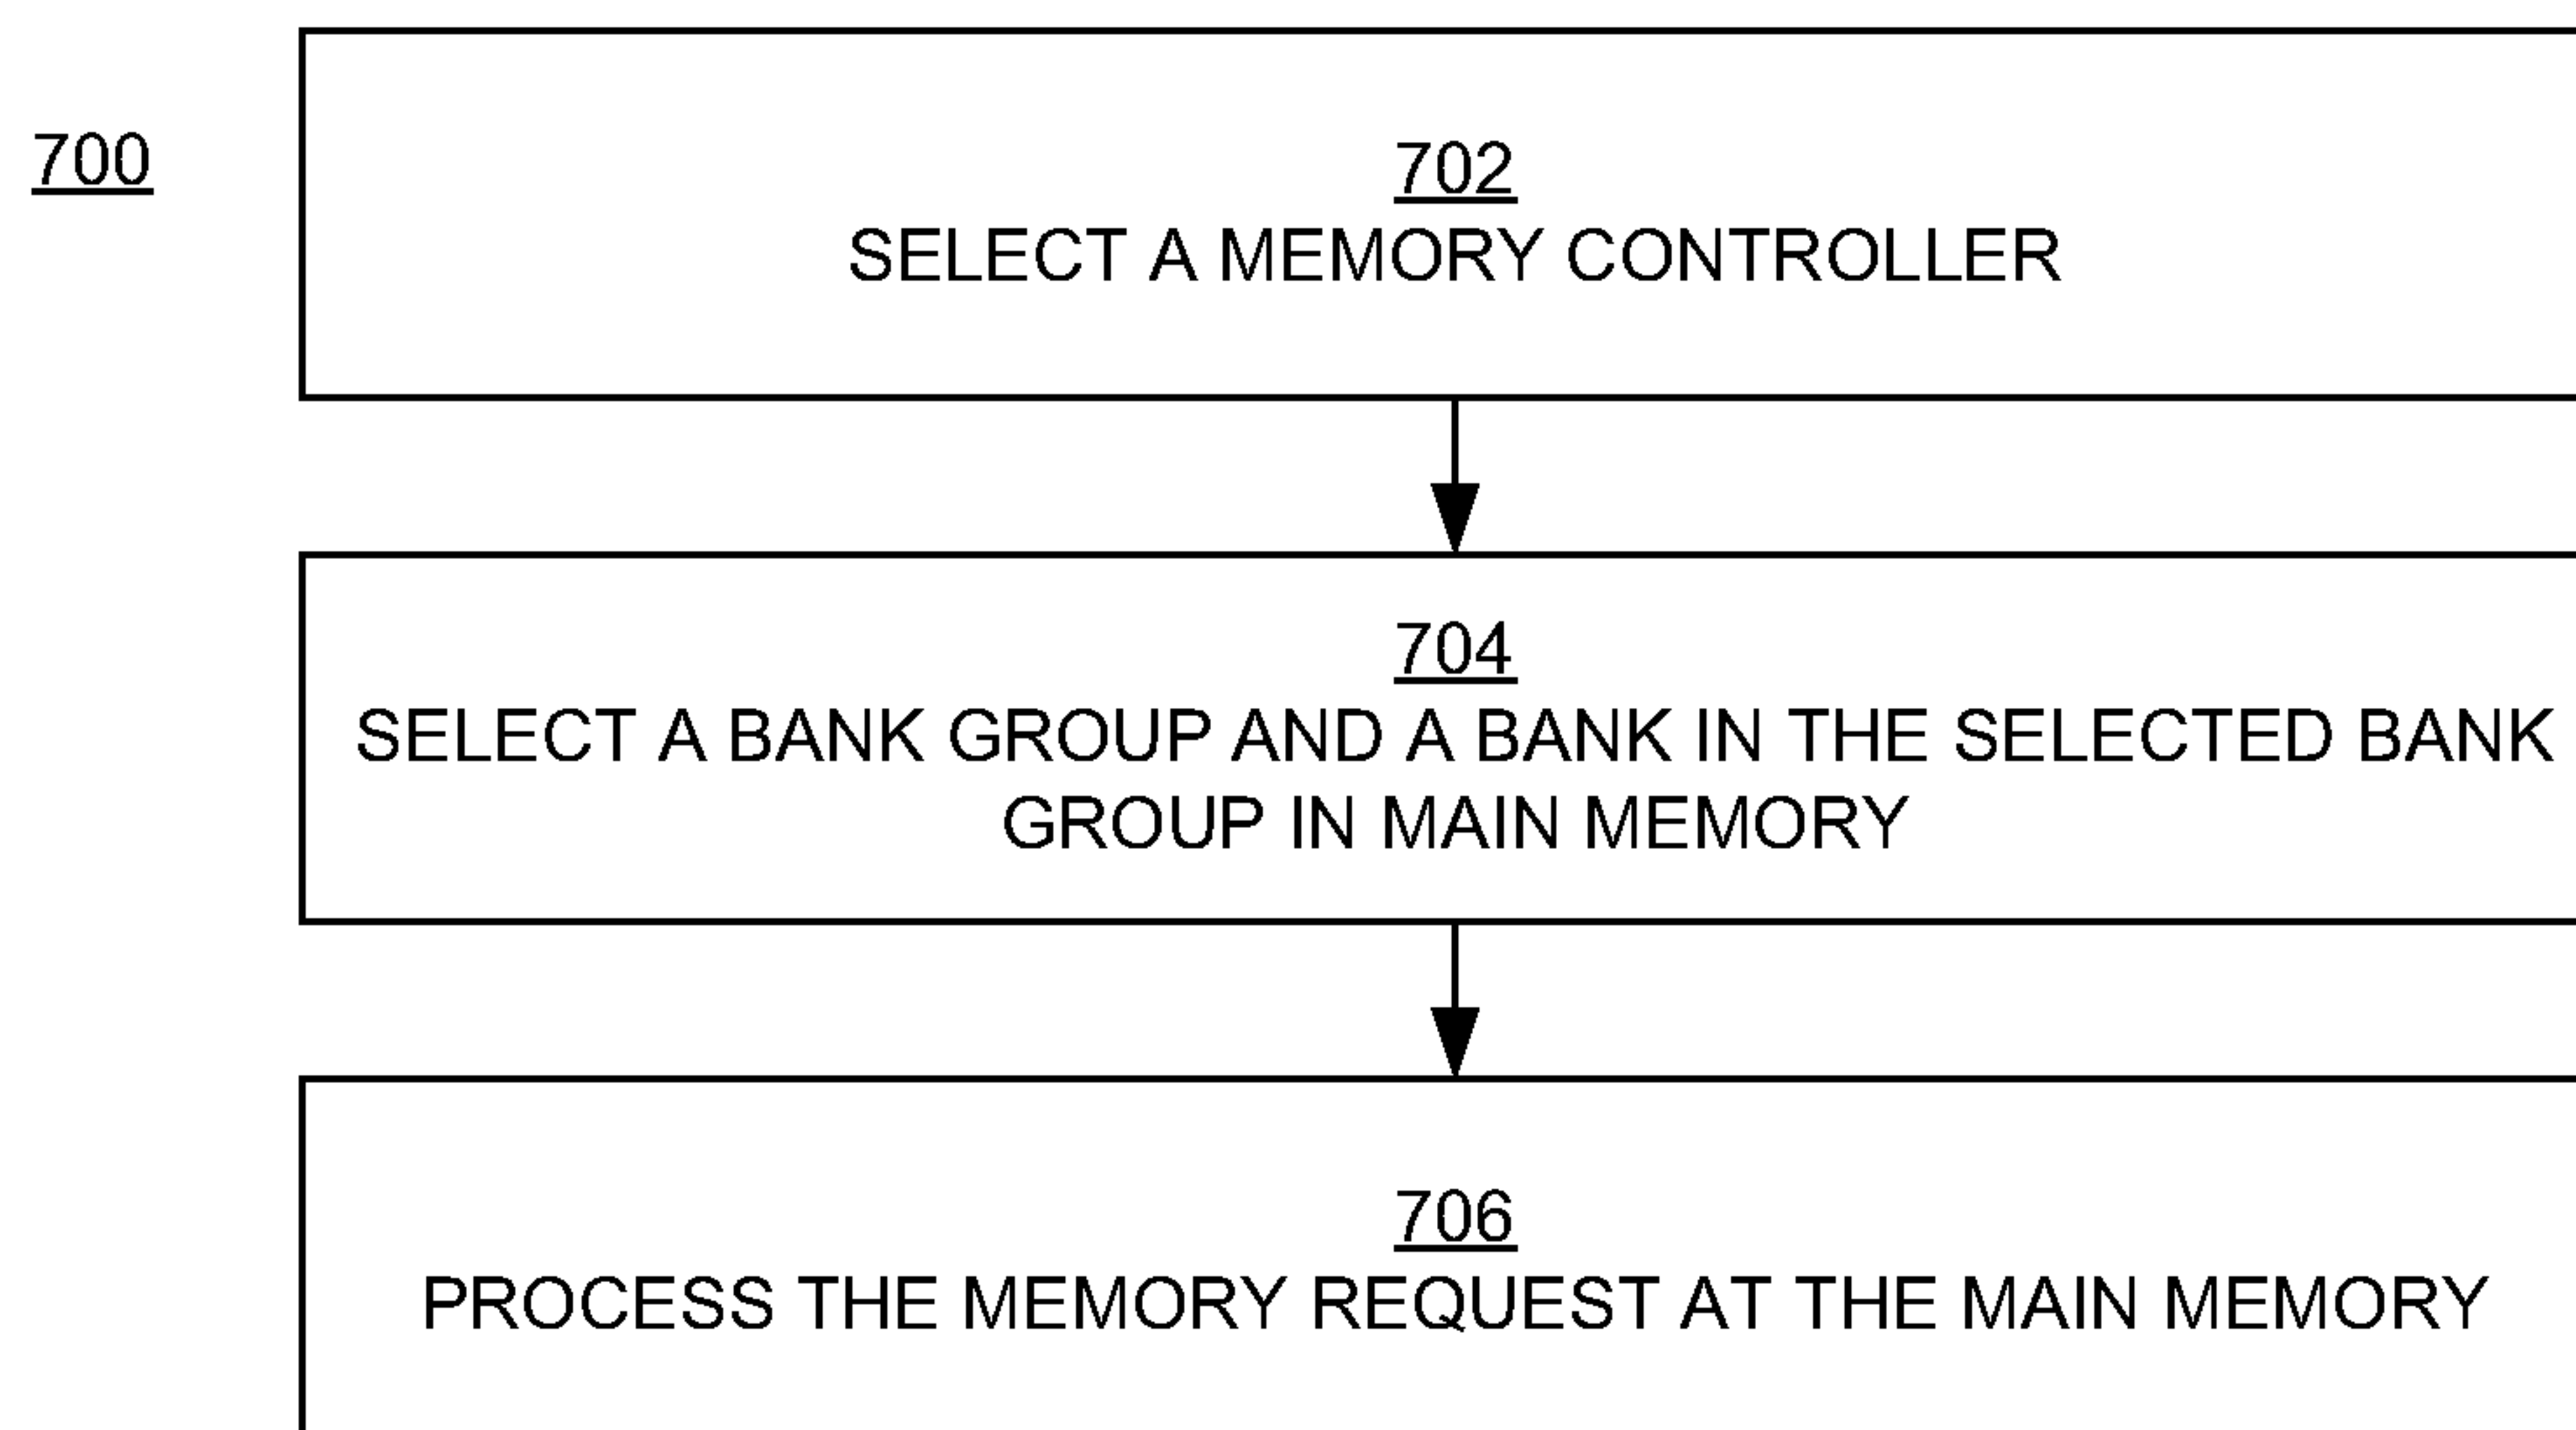 700
702
SELECT A MEMORY CONTROLLER
704
SELECT A BANK GROUP AND A BANK IN THE SELECTED BANK
GROUP IN MAIN MEMORY
706
PROCESS THE MEMORY REQUEST AT THE MAIN MEMORY